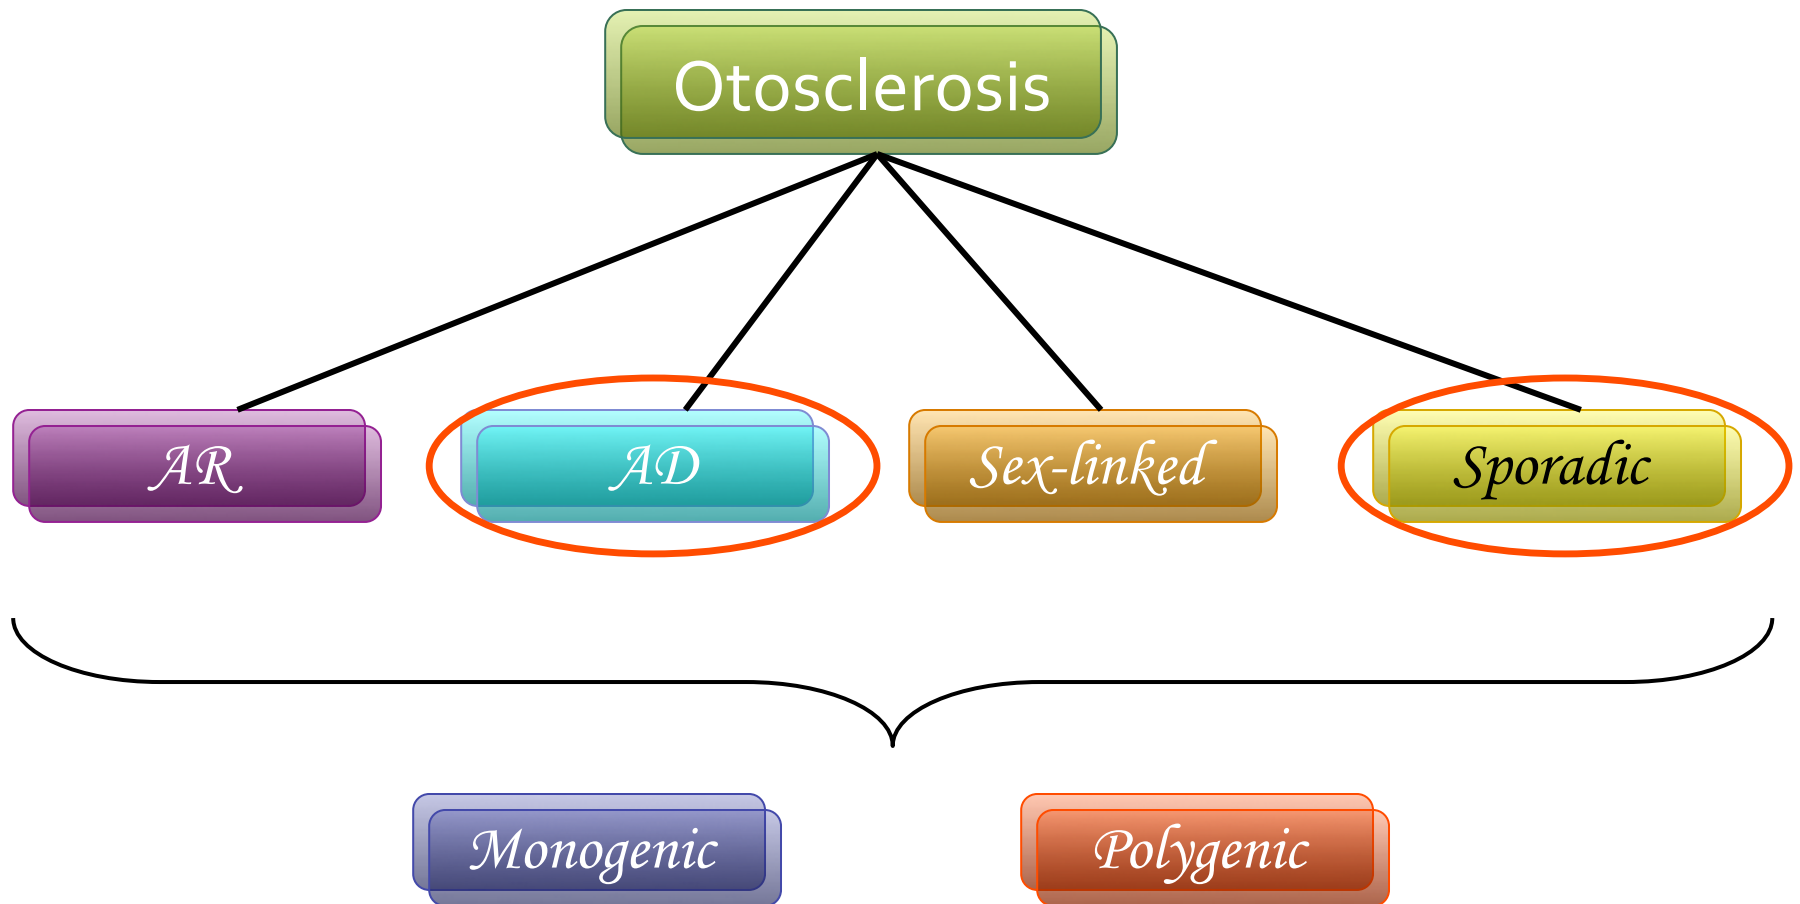 Otosclerosis
AR
AD
Sex-linked
Sporadic
Monogenic
Polygenic